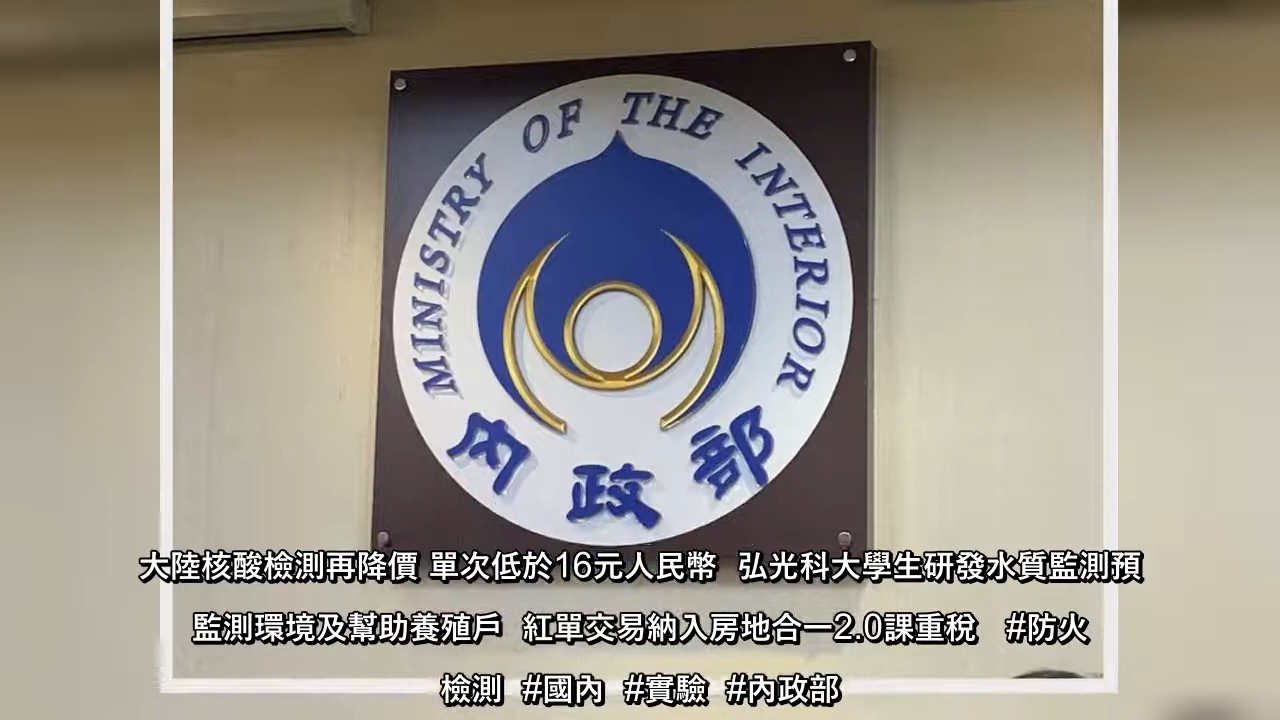 MINISTRY OF THE INTERIOR
內政部
大陸核酸檢測再降價 單次低於16元人民幣 弘光科大學生研發水質監測預
監測環境及幫助養殖戶 紅單交易納入房地合一2.0課重稅 #防火
檢測 #國內 #實驗 #內政部